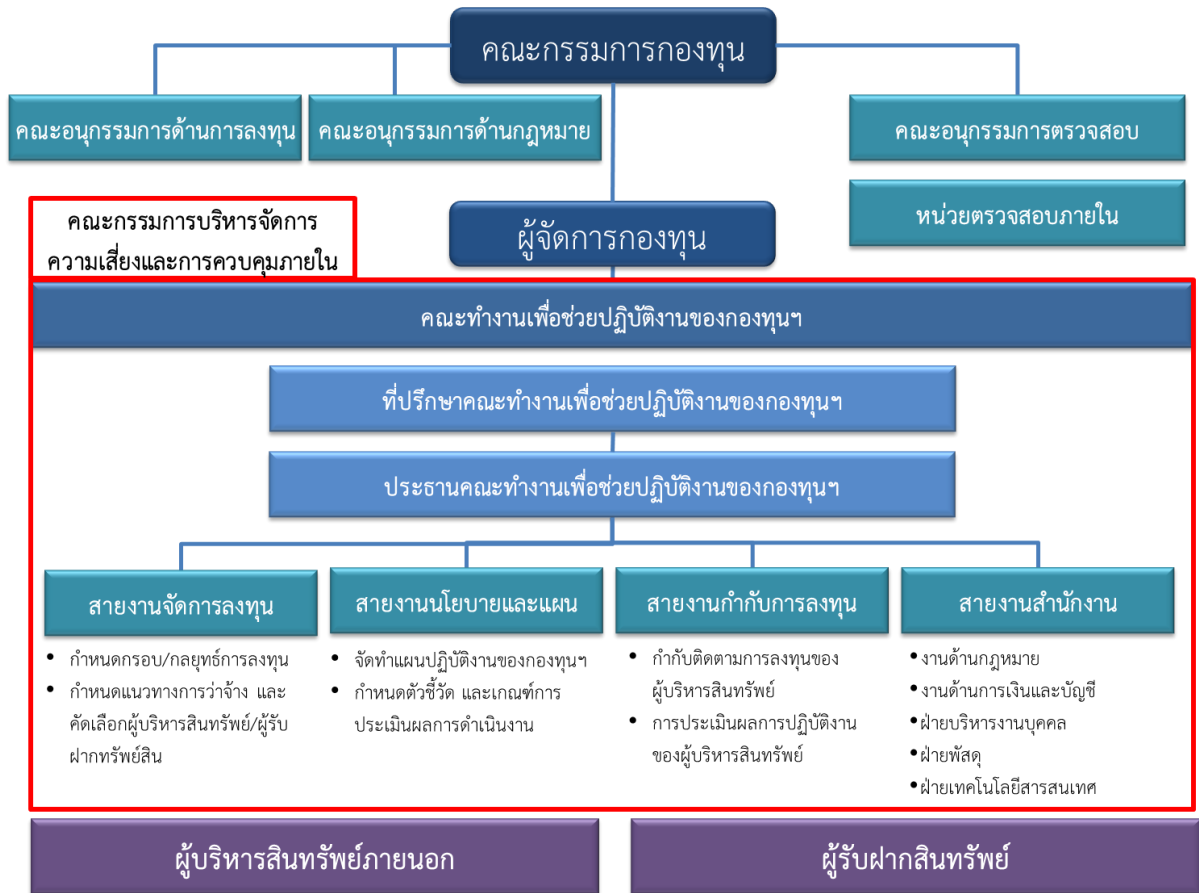 คณะกรรมการกองทุน
คณะอนุกรรมการด้านการลงทุน
คณะอนุกรรมการด้านกฎหมาย
คณะอนุกรรมการตรวจสอบ
หน่วยตรวจสอบภายใน
คณะกรรมการบริหารจัดการ
ความเสี่ยงและการควบคุมภายใน
ผู้จัดการกองทุน
คณะทำงานเพื่อช่วยปฏิบัติงานของกองทุนฯ
ที่ปรึกษาคณะทำงานเพื่อช่วยปฏิบัติงานของกองทุนฯ
ประธานคณะทำงานเพื่อช่วยปฏิบัติงานของกองทุนฯ
สายงานจัดการลงทุน
• กำหนดกรอบ/กลยุทธ์การลงทุน
• กำหนดแนวทางการว่าจ้าง และ
คัดเลือกผู้บริหารสินทรัพย์/ผู้รับ
ฝากทรัพย์สิน
สายงานนโยบายและแผน
• จัดทำแผนปฏิบัติงานของกองทุนฯ
• กำหนดตัวชี้วัด และเกณฑ์การ
ประเมินผลการดำเนินงาน
สายงานกำกับการลงทุน
• กำกับติดตามการลงทุนของ
ผู้บริหารสินทรัพย์
• การประเมินผลการปฏิบัติงาน
ของผู้บริหารสินทรัพย์
สายงานสำนักงาน
• งานด้านกฎหมาย
• งานด้านการเงินและบัญชี
• ฝ่ายบริหารงานบุคคล
• ฝ่ายพัสดุ
• ฝ่ายเทคโนโลยีสารสนเทศ
ผู้บริหารสินทรัพย์ภายนอก
ผู้รับฝากสินทรัพย์